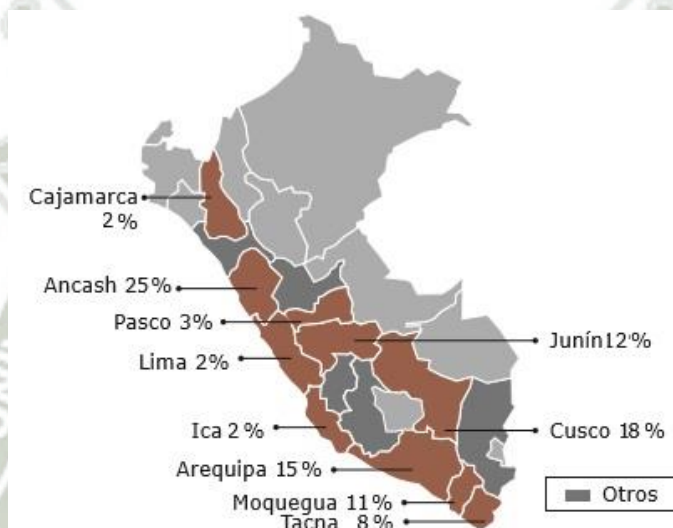 Cajamarca
2%
Ancash 25%
Pasco 3%
Lima 2%
Junín12%
Ica 2%
Cusco 18%
Arequipa 15%
Moquegua 11%
Tacna 8%
Otros